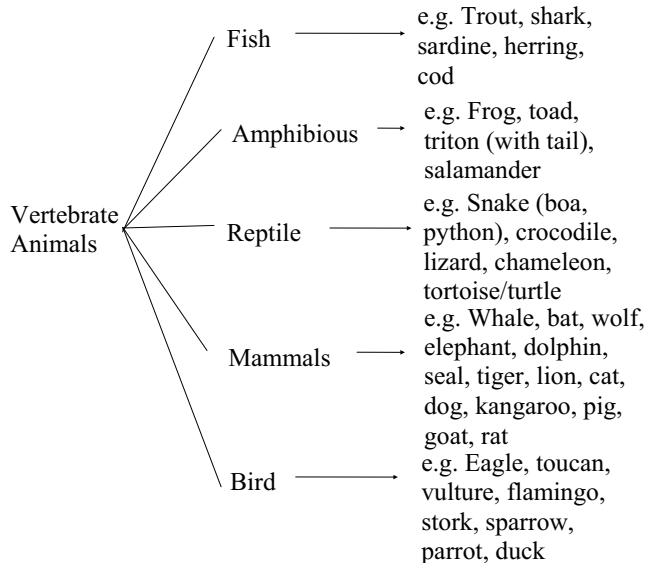 Vertebrate
Animals
Fish
e.g. Trout, shark,
sardine, herring,
cod
Amphibious
e.g. Frog, toad,
triton (with tail),
salamander
Reptile
e.g. Snake (boa,
python), crocodile,
lizard, chameleon,
tortoise/turtle
Mammals
e.g. Whale, bat, wolf,
elephant, dolphin,
seal, tiger, lion, cat,
dog, kangaroo, pig,
goat, rat
Bird
e.g. Eagle, toucan,
vulture, flamingo,
stork, sparrow,
parrot, duck